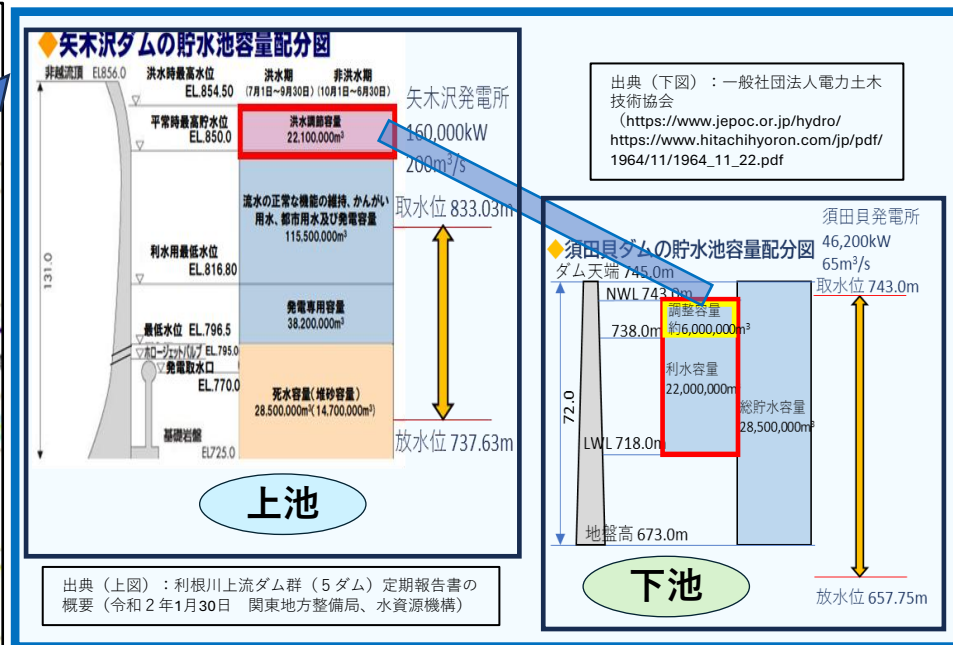 ◆矢木沢ダムの貯水池容量配分図
非越流頂 EL856.0
洪水時最高水位
EL.854.50
洪水期
(7月1日~9月30日)
非洪水期
(10月1日~6月30日)
平常時最高貯水位
EL.850.0
洪水調節容量
22.100.000m³
流水の正常な機能の維持、かんがい
用水、都市用水及び発電容量
115.500.000m³
利水用最低水位
EL.816.80
131.0
発電専用容量
38.200.000m³
最低水位 EL.796.5
ホロージェットバルブ EL.795.0
発電取水口
EL.770.0
死水容量(堆砂容量)
28.500.000m³(14.700.000m³)
基礎岩盤
EL725.0
矢木沢発電所
160,000kW
200m³/s
取水位 833.03m
放水位 737.63m
上池
出典(上図):利根川上流ダム群(5ダム)定期報告書の
概要(令和2年1月30日 関東地方整備局、水資源機構)
出典(下図):一般社団法人電力土木
技術協会
(https://www.jepoc.or.jp/hydro/
https://www.hitachihyoron.com/jp/pdf/
1964/11/1964_11_22.pdf
須田貝発電所
46,200kW
65m³/s
取水位 743.0m
◆須田貝ダムの貯水池容量配分図
ダム天端 745.0m
NWL 743.0m
738.0m
調整容量
約6,000,000m³
利水容量
22,000,000m
総貯水容量
28,500,000m³
72.0
LWL 718.0m
地盤高 673.0m
下池
放水位 657.75m